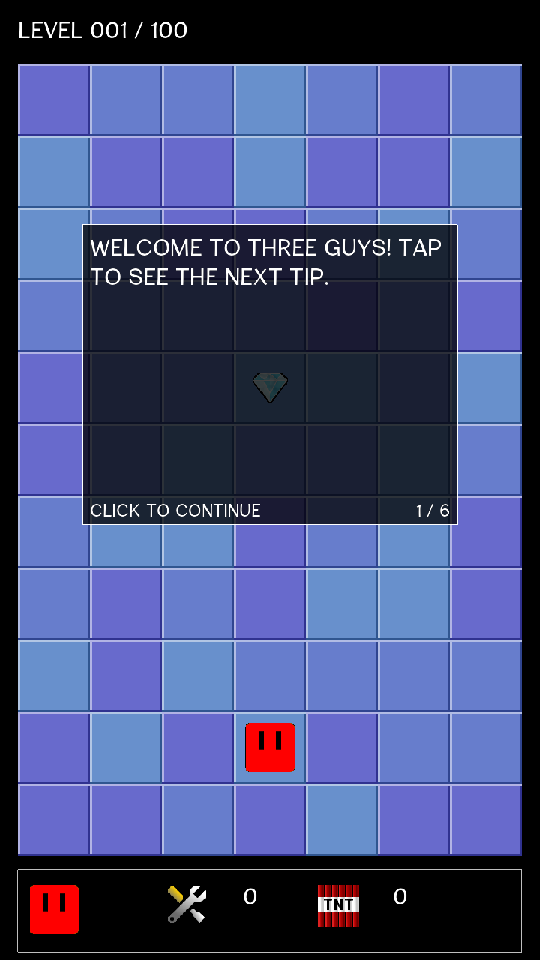 LEVEL 001 / 100
WELCOME TO THREE GUYS! TAP
TO SEE THE NEXT TIP.
CLICK TO CONTINUE 1 / 6
0 TNT 0